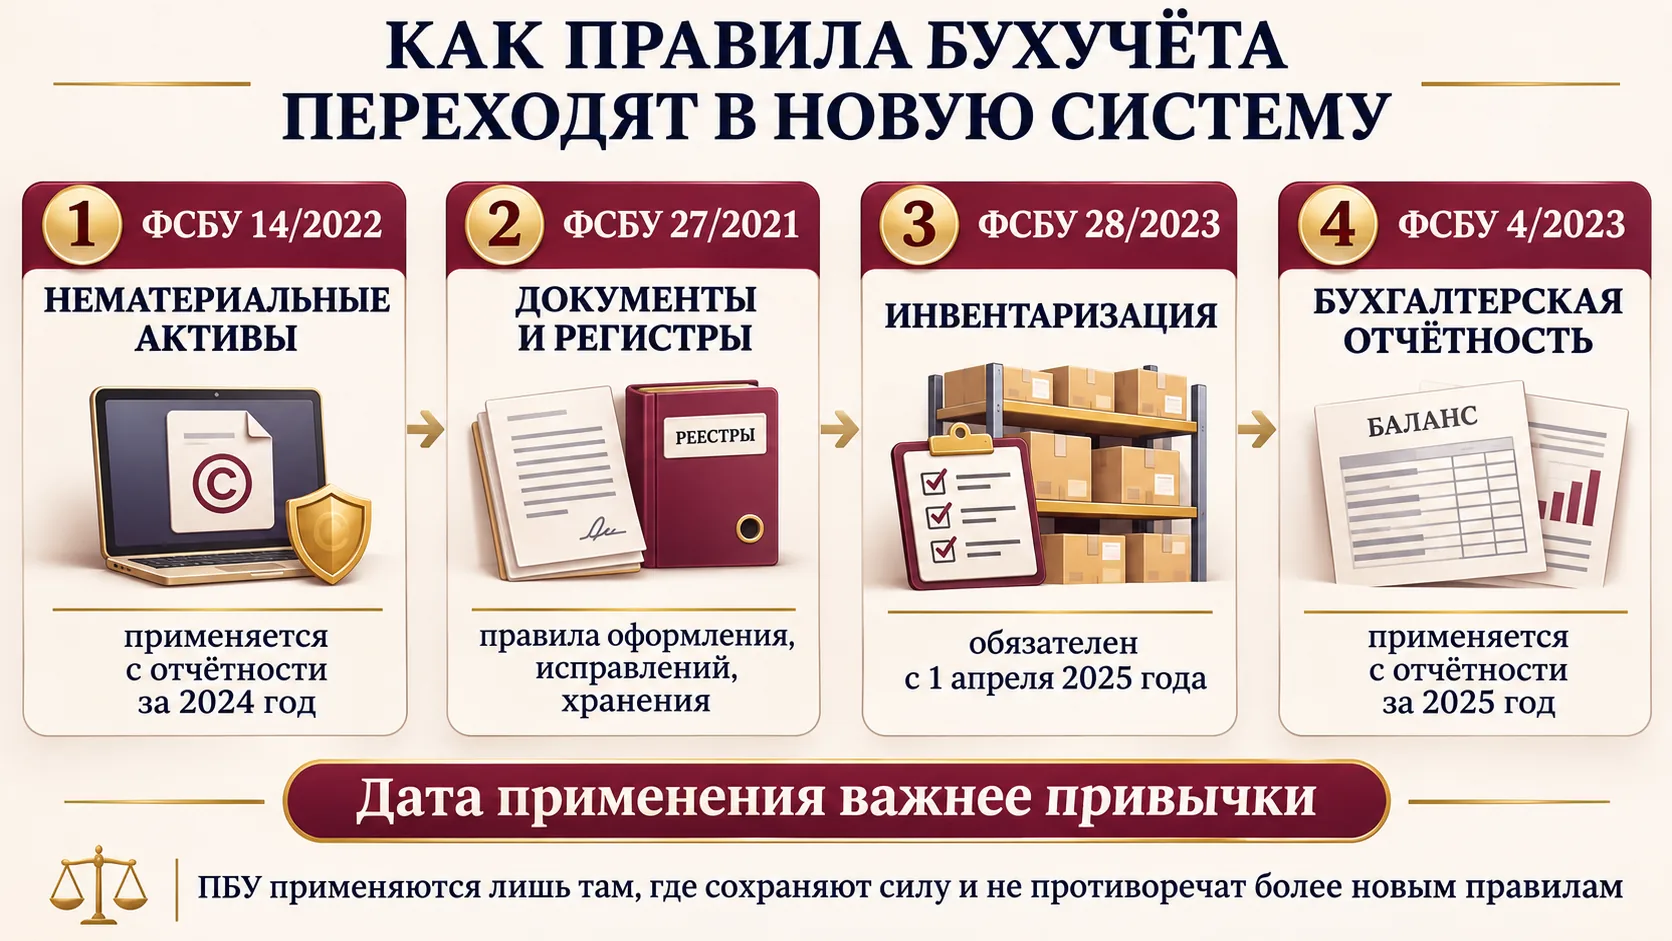 КАК ПРАВИЛА БУХУЧЁТА
ПЕРЕХОДЯТ В НОВУЮ СИСТЕМУ
1 ФСБУ 14/2022
НЕМАТЕРИАЛЬНЫЕ
АКТИВЫ
©
C
применяется
с отчётности
за 2024 год
2 ФСБУ 27/2021
ДОКУМЕНТЫ
И РЕГИСТРЫ
РЕЕСТРЫ
правила оформления,
исправлений,
хранения
3 ФСБУ 28/2023
ИНВЕНТАРИЗАЦИЯ
обязателен
с 1 апреля 2025 года
4 ФСБУ 4/2023
БУХГАЛТЕРСКАЯ
ОТЧЁТНОСТЬ
БАЛАНС
применяется
с отчётности
за 2025 год
Дата применения важнее привычки
ПБУ применяются лишь там, где сохраняют силу и не противоречат более новым правилам